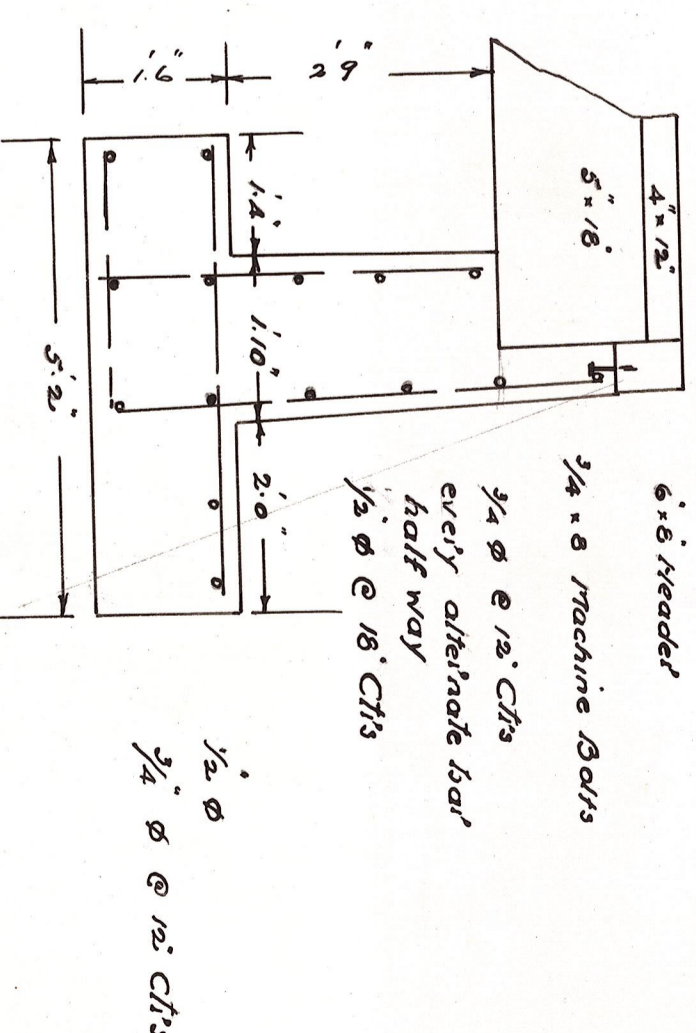 4" x 12"
6" x 8" Header
5" x 18"
3/4 x 8 Machine Bolts
3/4 ø @ 12" Ctrs
every alternate bar
half way
1/2" ø @ 18" Ctrs
2'9"
1'.4"
1'.10"
2'.0"
1/2" ø
3/4" ø @ 12" Ctrs
1'.6"
5'.2"